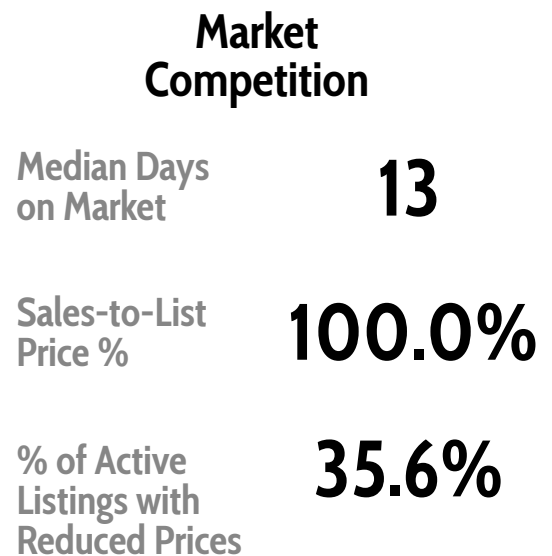 Market
Competition
Median Days
on Market
13
Sales-to-List
Price %
100.0%
% of Active
Listings with
Reduced Prices
35.6%